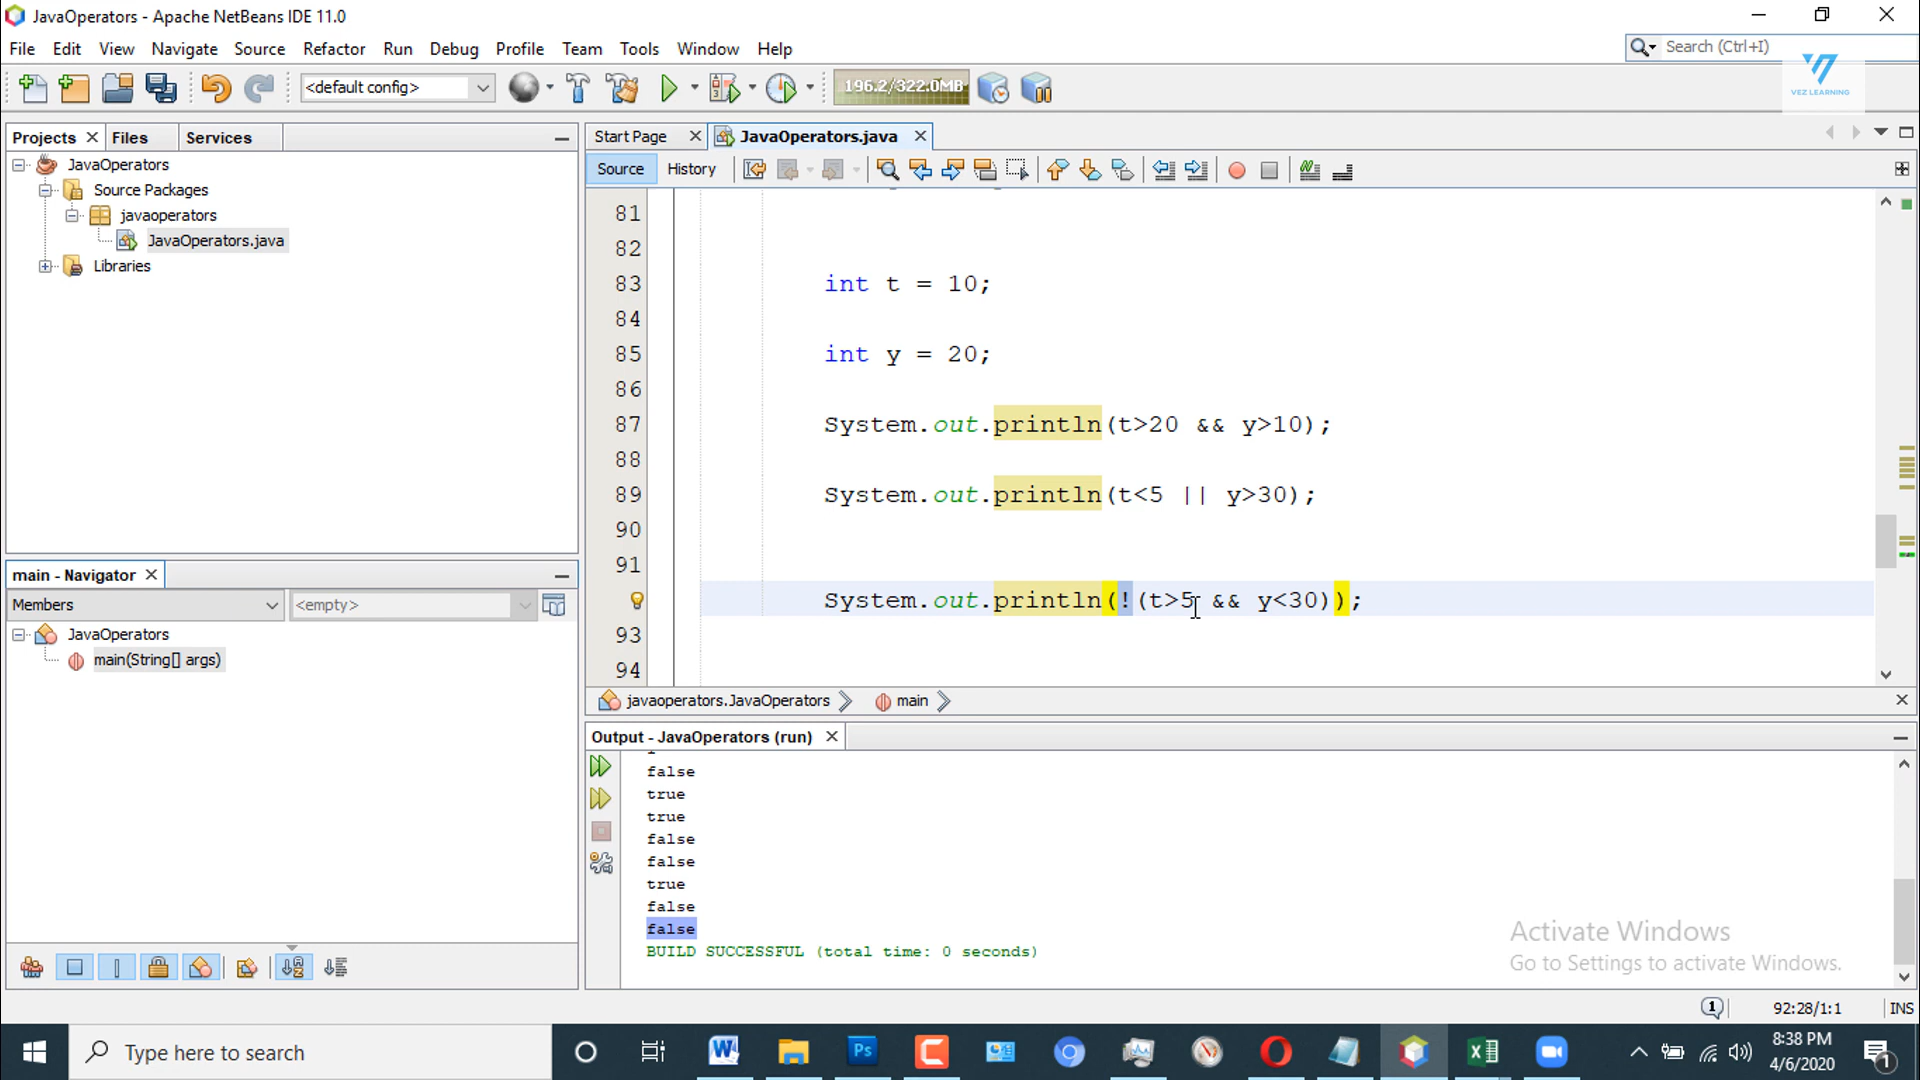 JavaOperators - Apache NetBeans IDE 11.0
File Edit View Navigate Source Refactor Run Debug Profile Team Tools Window Help
Search (Ctrl+I)
<default config>
196.2/322.0MB
VEZ LEARNING
Projects Files Services
JavaOperators
Source Packages
javaoperators
JavaOperators.java
Libraries
Start Page JavaOperators.java
Source History
81
82
83 int t = 10;
84
85 int y = 20;
86
87 System.out.println(t>20 && y>10);
88
89 System.out.println(t<5 || y>30);
90
91
System.out.println(!(t>5 && y<30));
93
94
javaoperators.JavaOperators main
main - Navigator
Members <empty>
JavaOperators
main(String[] args)
Output - JavaOperators (run)
false
true
true
false
false
true
false
false
BUILD SUCCESSFUL (total time: 0 seconds)
Activate Windows
Go to Settings to activate Windows.
1 92:28/1:1 INS
Type here to search
8:38 PM
4/6/2020
1